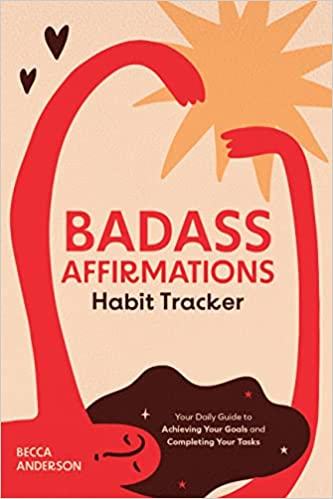 BADASS
AFFIRMATIONS
Habit Tracker
Your Daily Guide to
Achieving Your Goals and
Completing Your Tasks
BECCA
ANDERSON